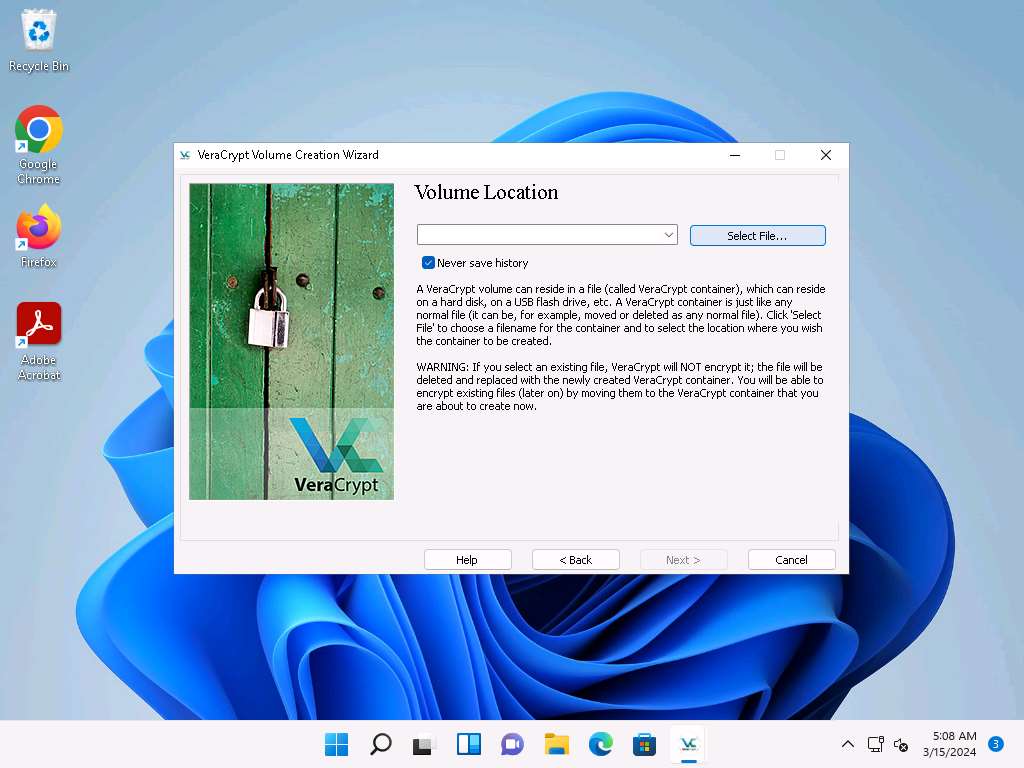 Recycle Bin
Google
Chrome
Firefox
Adobe
Acrobat
VeraCrypt Volume Creation Wizard
Volume Location
Select File...
Never save history
A VeraCrypt volume can reside in a file (called VeraCrypt container), which can reside
on a hard disk, on a USB flash drive, etc. A VeraCrypt container is just like any
normal file (it can be, for example, moved or deleted as any normal file). Click 'Select
File' to choose a filename for the container and to select the location where you wish
the container to be created.
WARNING: If you select an existing file, VeraCrypt will NOT encrypt it; the file will be
deleted and replaced with the newly created VeraCrypt container. You will be able to
encrypt existing files (later on) by moving them to the VeraCrypt container that you
are about to create now.
VeraCrypt
Help
< Back
Next >
Cancel
5:08 AM
3/15/2024
3